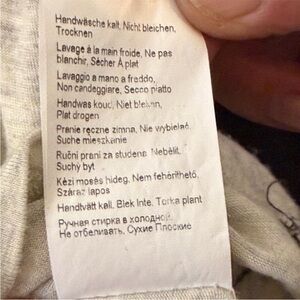 Handwäsche kalt, Nicht bleichen,
Trocknen
Lavage à la main froide, Ne pas
blanchir, Sécher À plat
Lavaggio a mano a freddo,
Non candeggiare, Secco piatto
Handwas koud, Niet bleken,
Plat drogen
Pranie ręczne zimna, Nie wybielać,
Suche mieszkanie
Ruční praní za studena Nebělit,
Suchý byt
Kézi mosés hideg, Nem fehéríthető,
Száraz lapos
Handtvätt kall, Blek Inte, Torka plant
Ручная стирка в холодной,
Не отбеливать, Сухие Плоские